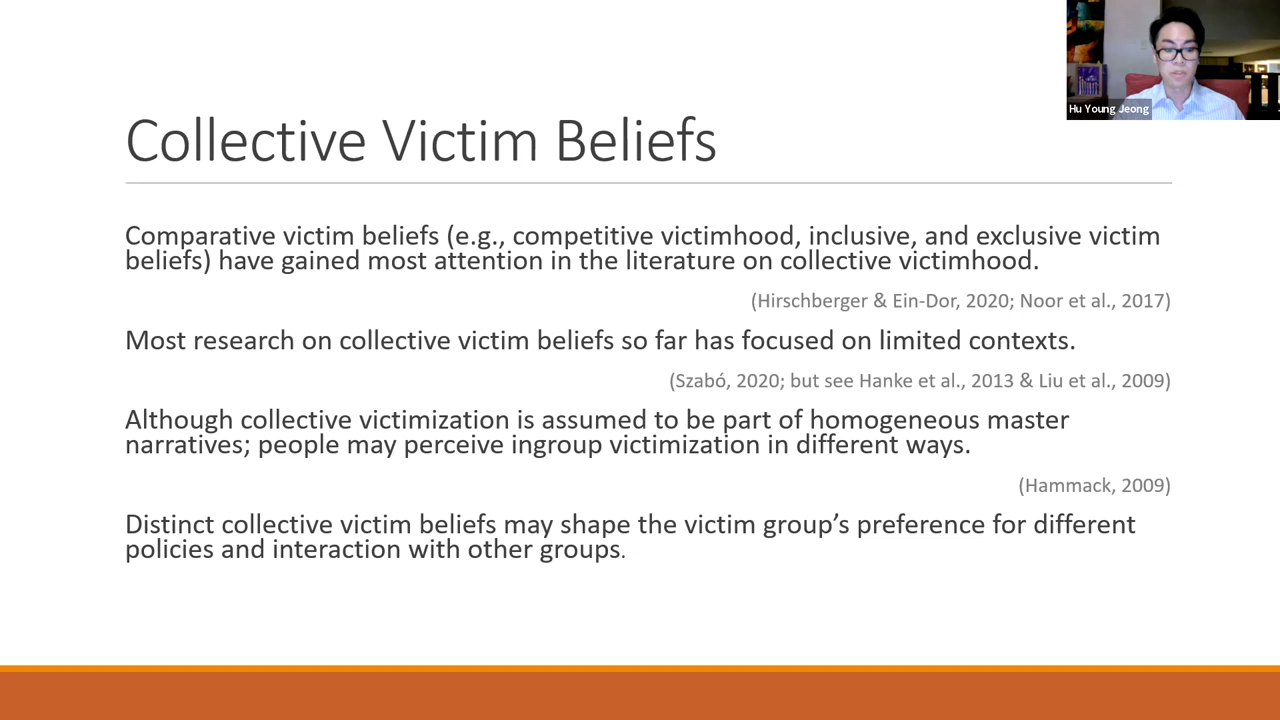 Hu Young Jeong
Collective Victim Beliefs
Comparative victim beliefs (e.g., competitive victimhood, inclusive, and exclusive victim
beliefs) have gained most attention in the literature on collective victimhood.
(Hirschberger & Ein-Dor, 2020; Noor et al., 2017)
Most research on collective victim beliefs so far has focused on limited contexts.
(Szabó, 2020; but see Hanke et al., 2013 & Liu et al., 2009)
Although collective victimization is assumed to be part of homogeneous master
narratives; people may perceive ingroup victimization in different ways.
(Hammack, 2009)
Distinct collective victim beliefs may shape the victim group’s preference for different
policies and interaction with other groups.